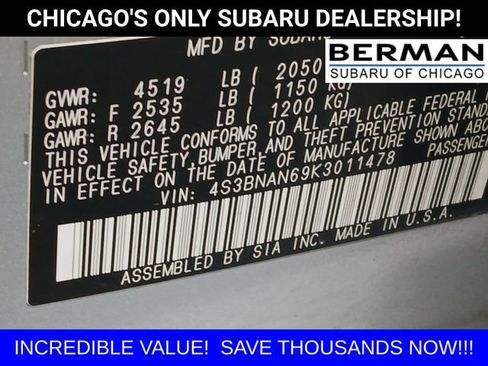 CHICAGO'S ONLY SUBARU DEALERSHIP!
BERMAN
SUBARU OF CHICAGO
MFD BY SUBARU
GVWR: 4519 LB ( 2050
GAWR: F 2535 LB ( 1150 KG)
GAWR: R 2645 LB ( 1200 KG)
THIS VEHICLE CONFORMS TO ALL APPLICABLE FEDERAL
VEHICLE SAFETY, BUMPER AND THEFT PREVENTION STANDARDS
IN EFFECT ON THE DATE OF MANUFACTURE SHOWN ABOVE
VIN: 4S3BNAN69K3011478 PASSENGER
ASSEMBLED BY SIA INC. MADE IN U.S.A.
INCREDIBLE VALUE! SAVE THOUSANDS NOW!!!